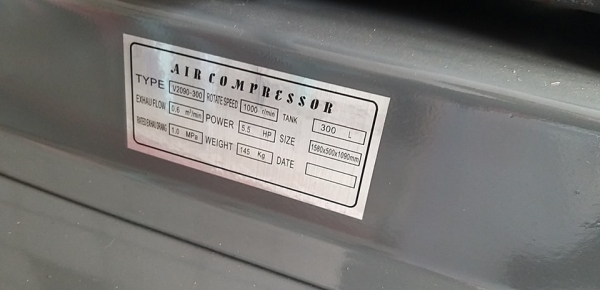 AIR COMPRESSOR
TYPE V2090-300 ROTATE SPEED 1000 r/min TANK 300 L
EXHAU FLOW 0.6 m³/min POWER 5.5 HP SIZE 1580x500x1090mm
1.0 MPa WEIGHT 145 Kg DATE